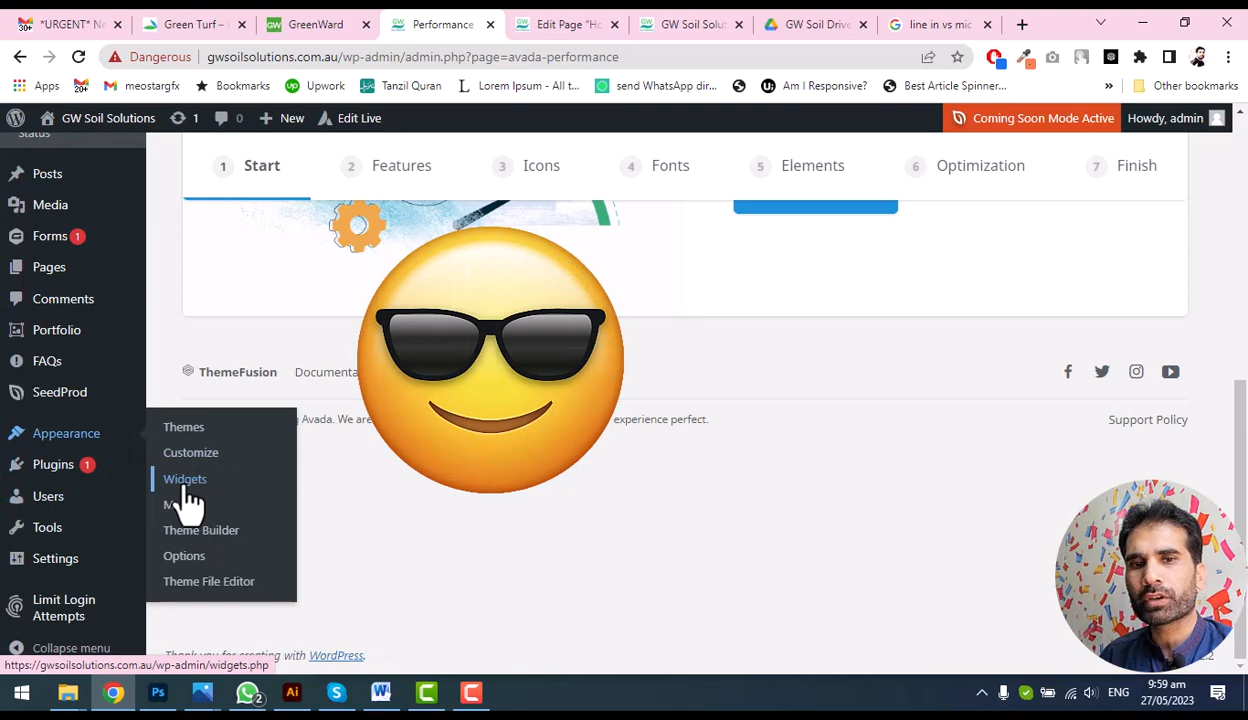 *URGENT* Ne
Green Turf –
GreenWard
Performance
Edit Page "Ho
GW Soil Solut
GW Soil Drive
line in vs mic
Dangerous
gwsoilsolutions.com.au/wp-admin/admin.php?page=avada-performance
Apps
meostargfx
Bookmarks
Upwork
Tanzil Quran
Lorem Ipsum - All t...
send WhatsApp dir...
Am I Responsive?
Best Article Spinner...
Other bookmarks
GW Soil Solutions
1
0
New
Edit Live
Coming Soon Mode Active
Howdy, admin
Status
1 Start
2 Features
3 Icons
4 Fonts
5 Elements
6 Optimization
7 Finish
Posts
Media
Forms 1
Pages
Comments
Portfolio
FAQs
SeedProd
Appearance
Plugins 1
Users
Tools
Settings
Limit Login
Attempts
Collapse menu
Themes
Customize
Widgets
Theme Builder
Options
Theme File Editor
ThemeFusion
Documenta
g Avada. We are
experience perfect.
Support Policy
Thank you for creating with WordPress.
https://gwsoilsolutions.com.au/wp-admin/widgets.php
ENG
9:59 am
27/05/2023